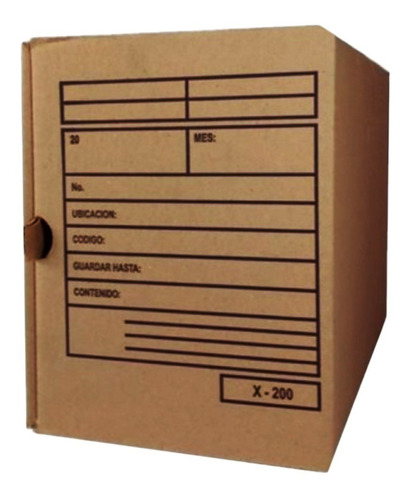 20 MES:
No.
UBICACION:
CODIGO:
GUARDAR HASTA:
CONTENIDO:
X - 200